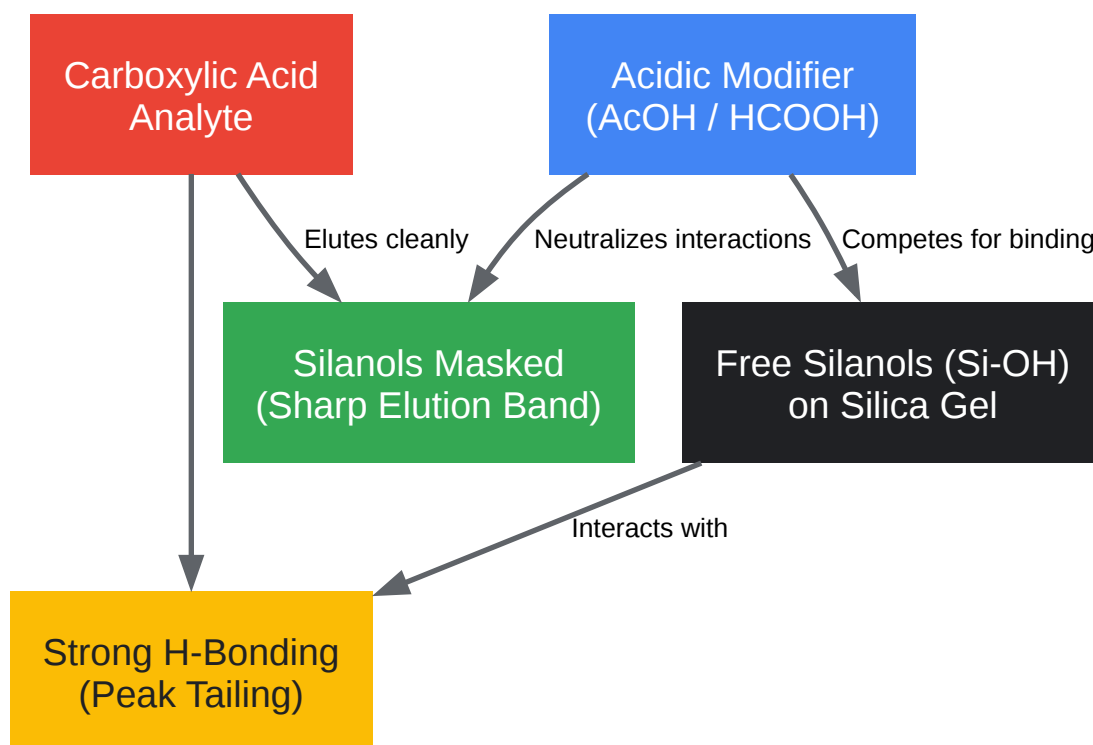 Carboxylic Acid
Analyte
Acidic Modifier
(AcOH / HCOOH)
Elutes cleanly
Neutralizes interactions
Competes for binding
Silanols Masked
(Sharp Elution Band)
Free Silanols (Si-OH)
on Silica Gel
Interacts with
Strong H-Bonding
(Peak Tailing)